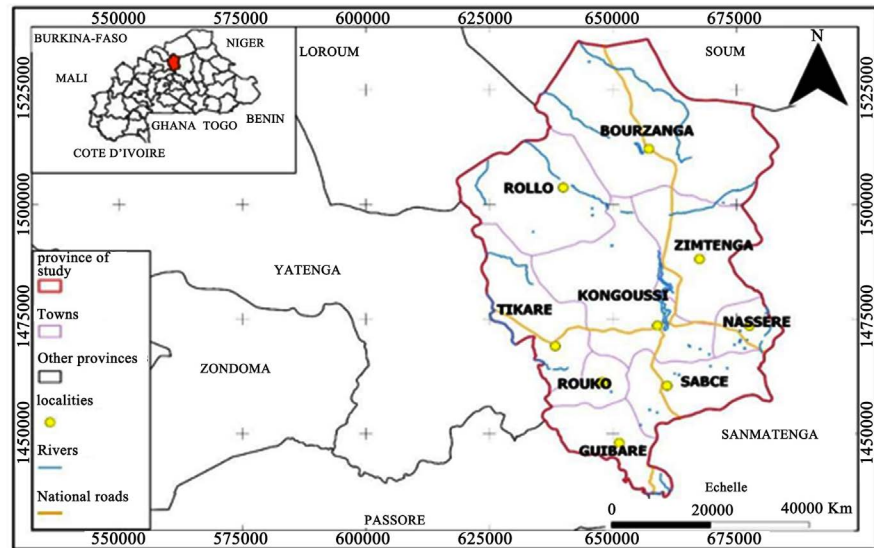 550000 575000 600000 625000 650000 675000
BURKINA-FASO
NIGER
MALI
BENIN
GHANA TOGO
COTE D'IVOIRE
LOROUM
SOUM
N
1525000
1525000
BOURZANGA
ROLLO
1500000
1500000
ZIMTENGA
YATENGA
KONGOUSSI
TIKARE
NASSERE
1475000
1475000
ZONDOMA
ROUKO
SABCE
1450000
1450000
GUIBARE
SANMATENGA
PASSORE
province of
study
Towns
Other provinces
localities
Rivers
National roads
Echelle
0 20000 40000 Km
550000 575000 600000 625000 650000 675000